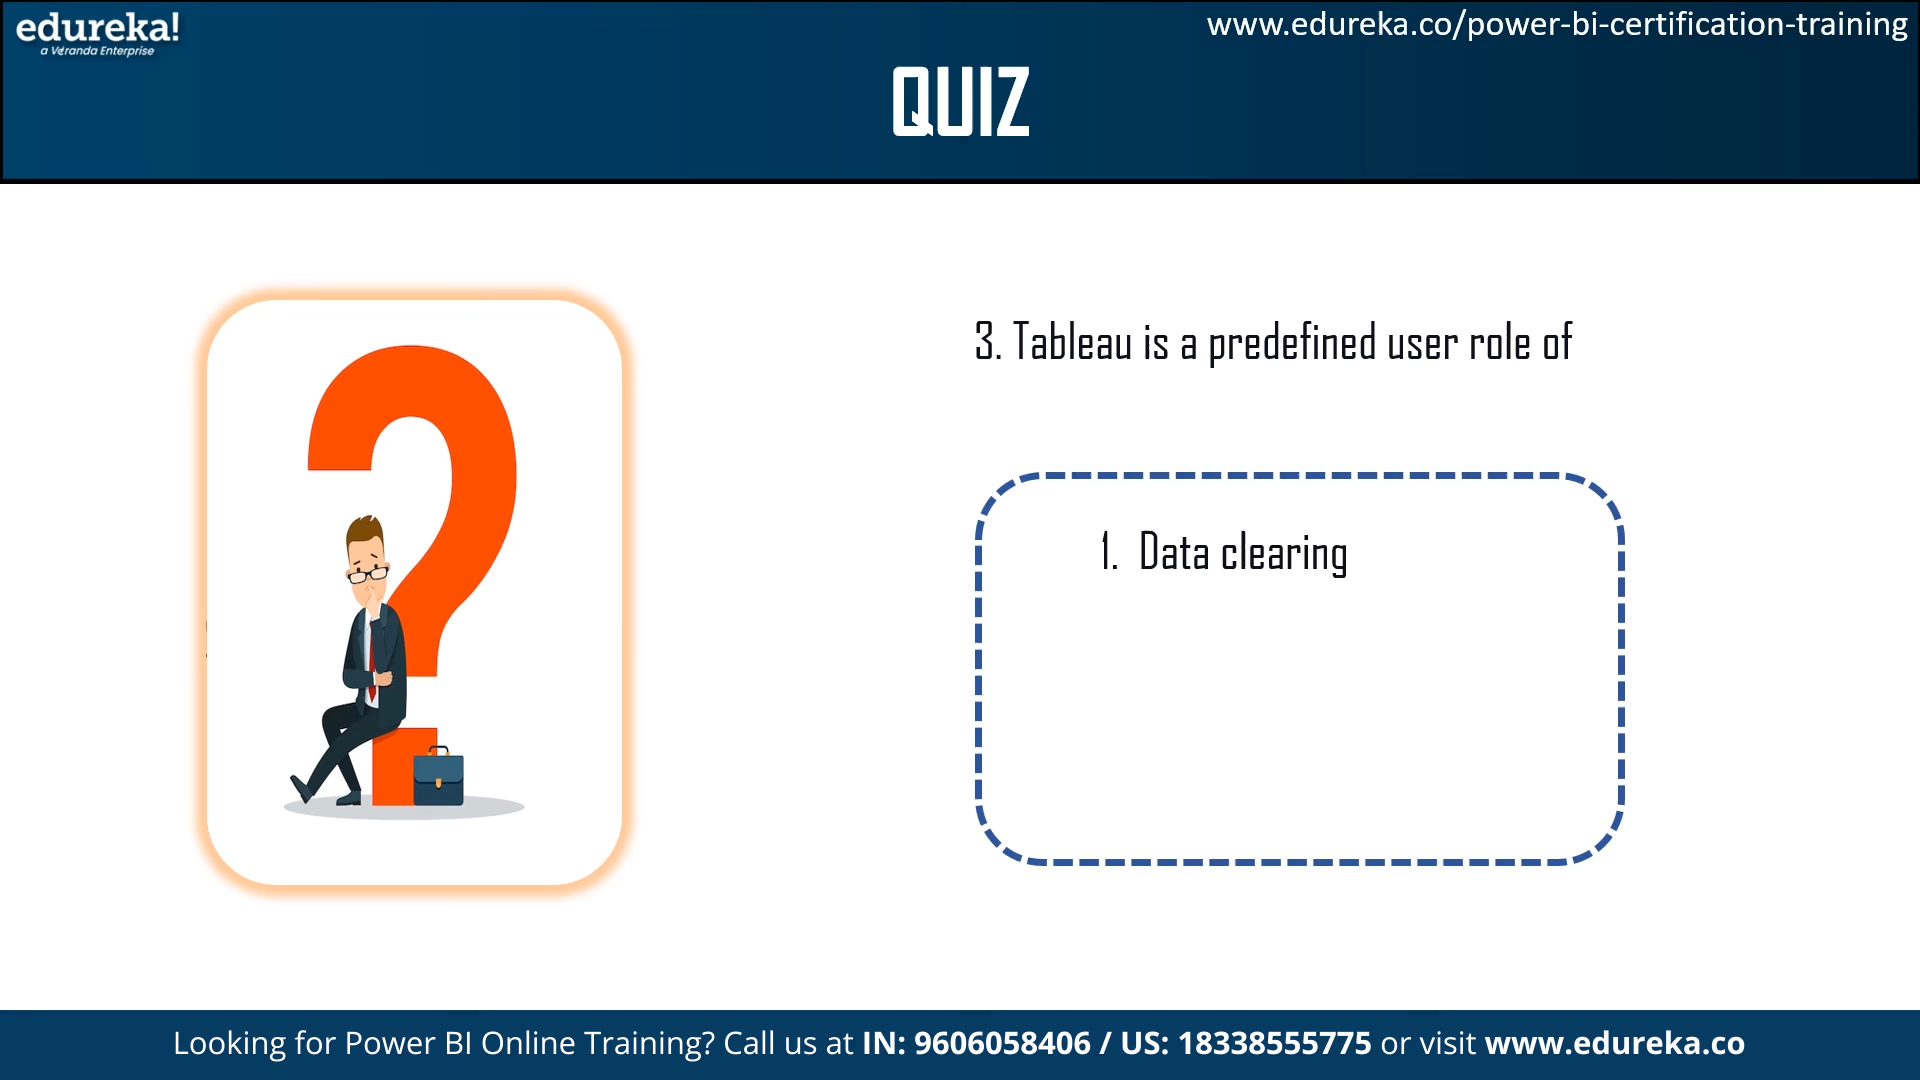 edureka!
a Veranda Enterprise
www.edureka.co/power-bi-certification-training
QUIZ
3. Tableau is a predefined user role of
1. Data clearing
Looking for Power BI Online Training? Call us at IN: 9606058406 / US: 18338555775 or visit www.edureka.co